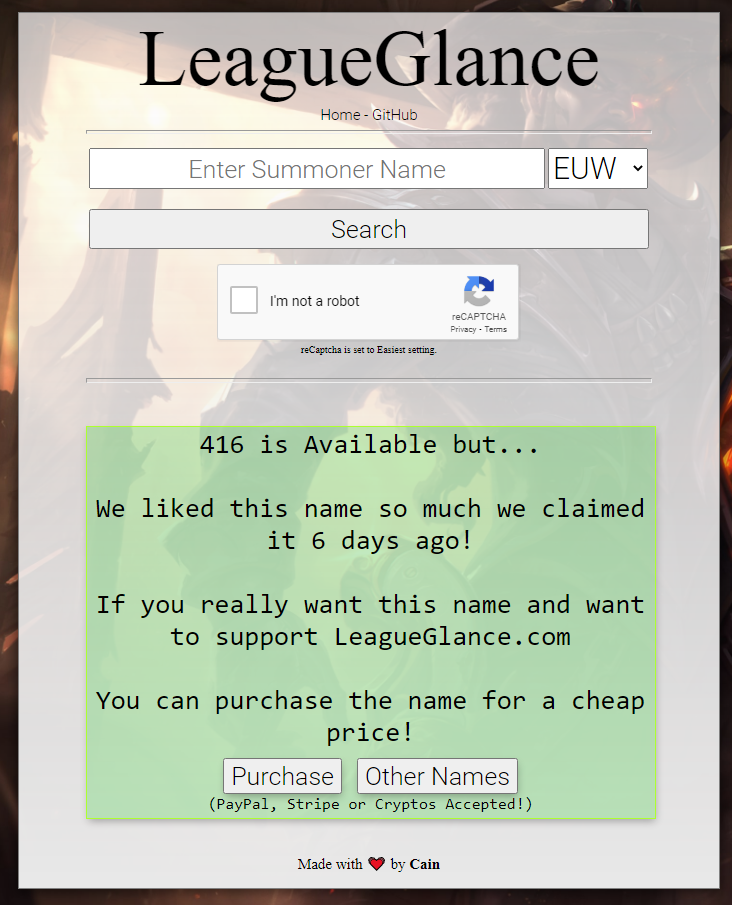 LeagueGlance
Home - GitHub
Enter Summoner Name EUW
Search
I'm not a robot
reCAPTCHA
Privacy - Terms
reCaptcha is set to Easiest setting.
416 is Available but...
We liked this name so much we claimed
it 6 days ago!
If you really want this name and want
to support LeagueGlance.com
You can purchase the name for a cheap
price!
Purchase Other Names
(PayPal, Stripe or Cryptos Accepted!)
Made with ❤ by Cain